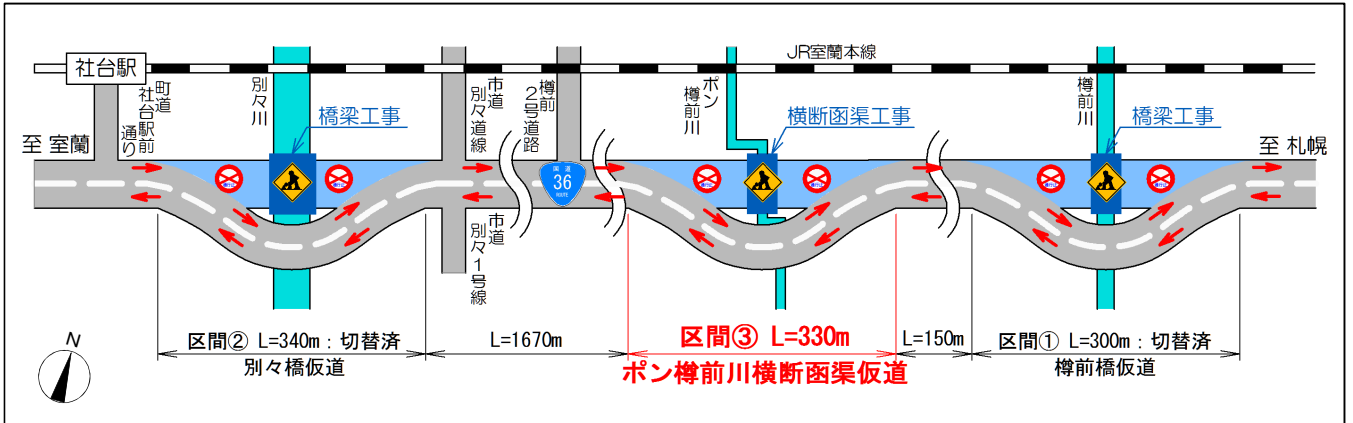 社台駅
JR室蘭本線
町道
社台駅前
通り
別々川
橋梁工事
市道
別々道線
樽前
2号道路
ポン
樽前川
横断函渠工事
樽前川
橋梁工事
至 室蘭
至 札幌
国道
36
ROUTE
市道
別々1号線
N
区間② L=340m：切替済
別々橋仮道
L=1670m
区間③ L=330m
ポン樽前川横断函渠仮道
L=150m
区間① L=300m：切替済
樽前橋仮道